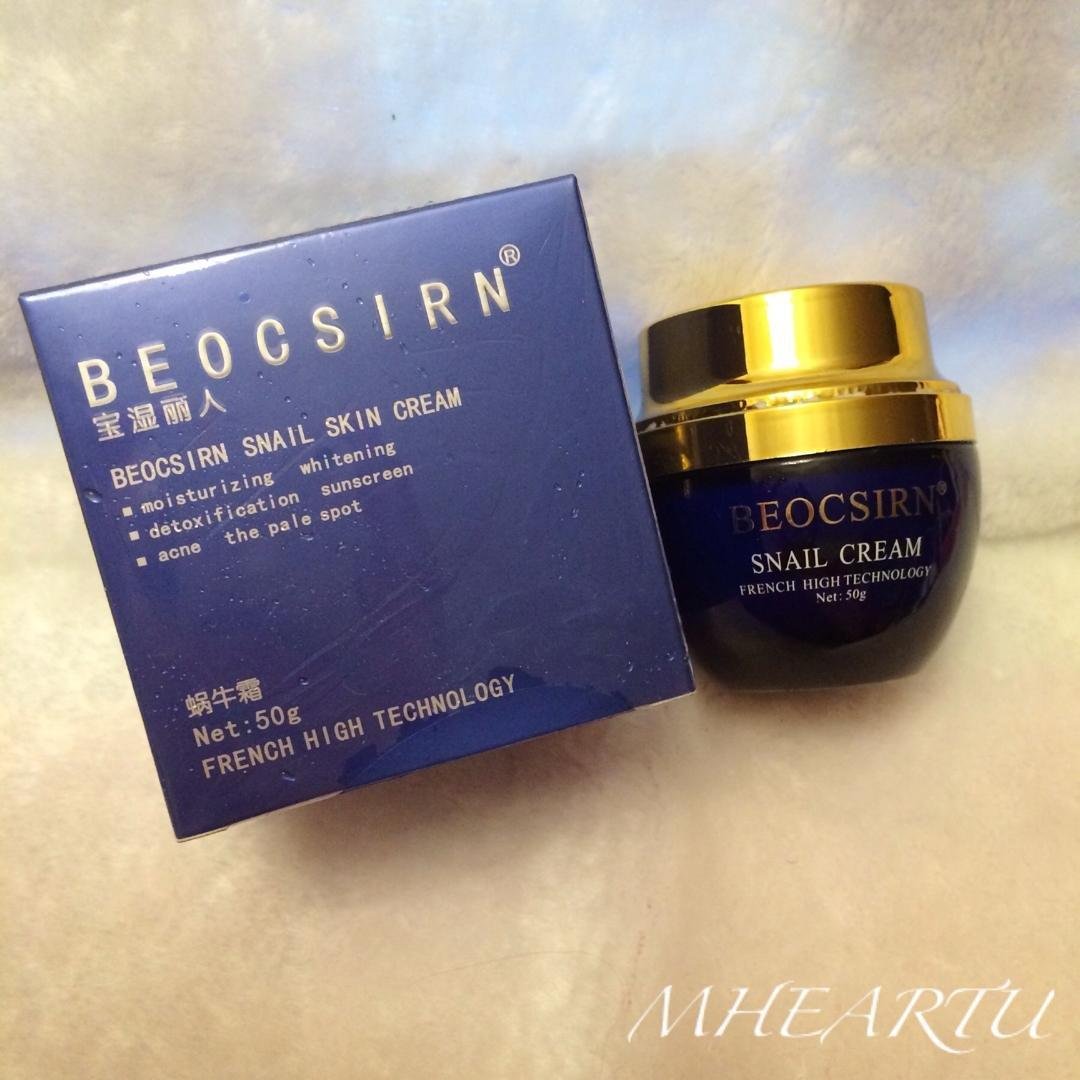 BEOCSIRN®
宝湿丽人
BEOCSIRN SNAIL SKIN CREAM
▪ moisturizing whitening
▪ detoxification sunscreen
▪ acne the pale spot
蜗牛霜
Net:50g
FRENCH HIGH TECHNOLOGY
BEOCSIRN®
SNAIL CREAM
FRENCH HIGH TECHNOLOGY
Net: 50g
MHEARTU